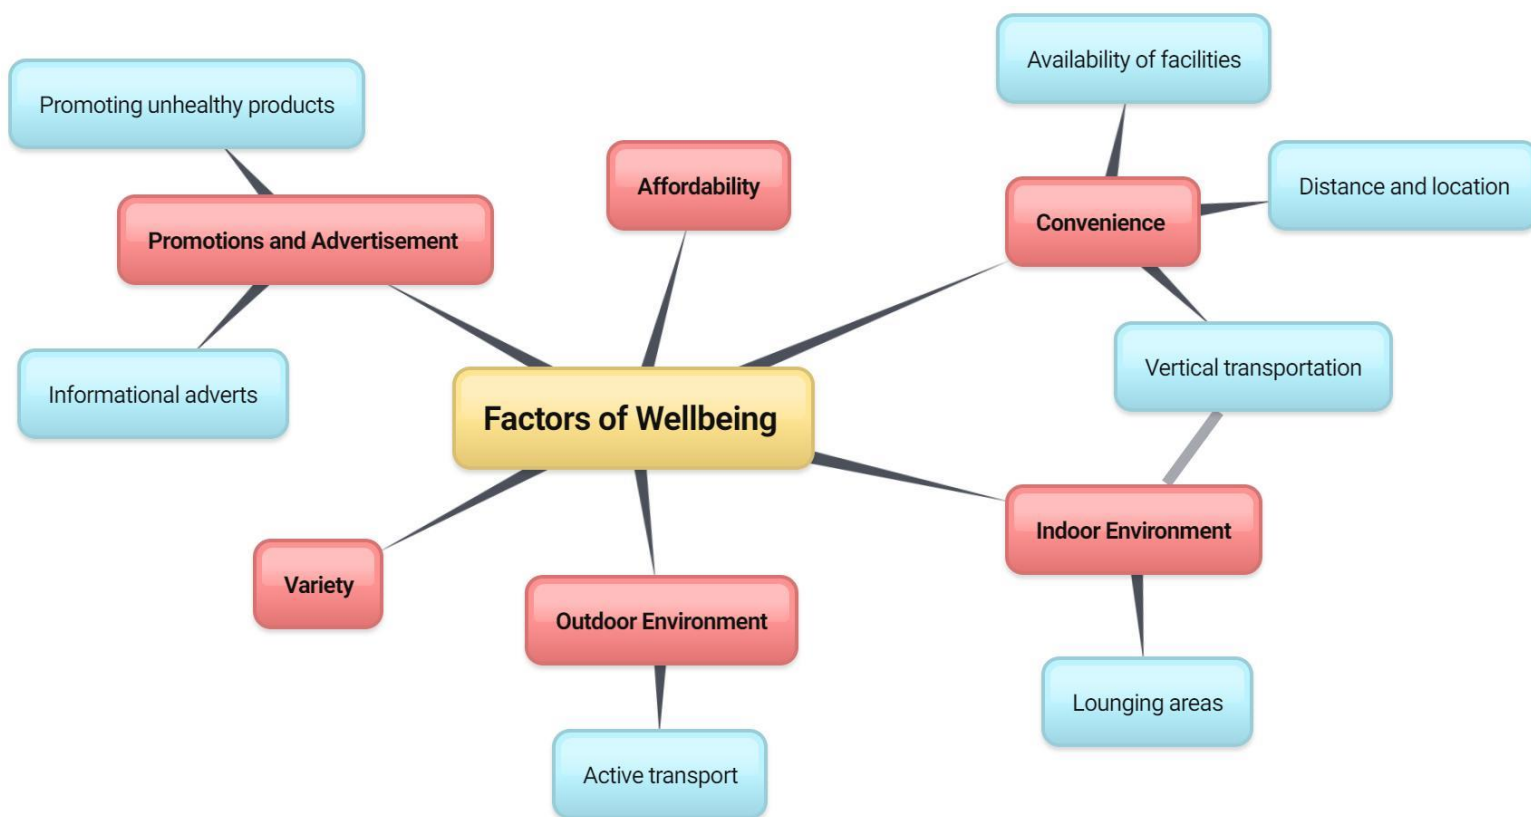 Availability of facilities
Promoting unhealthy products
Affordability
Distance and location
Convenience
Promotions and Advertisement
Vertical transportation
Informational adverts
Factors of Wellbeing
Indoor Environment
Variety
Outdoor Environment
Lounging areas
Active transport